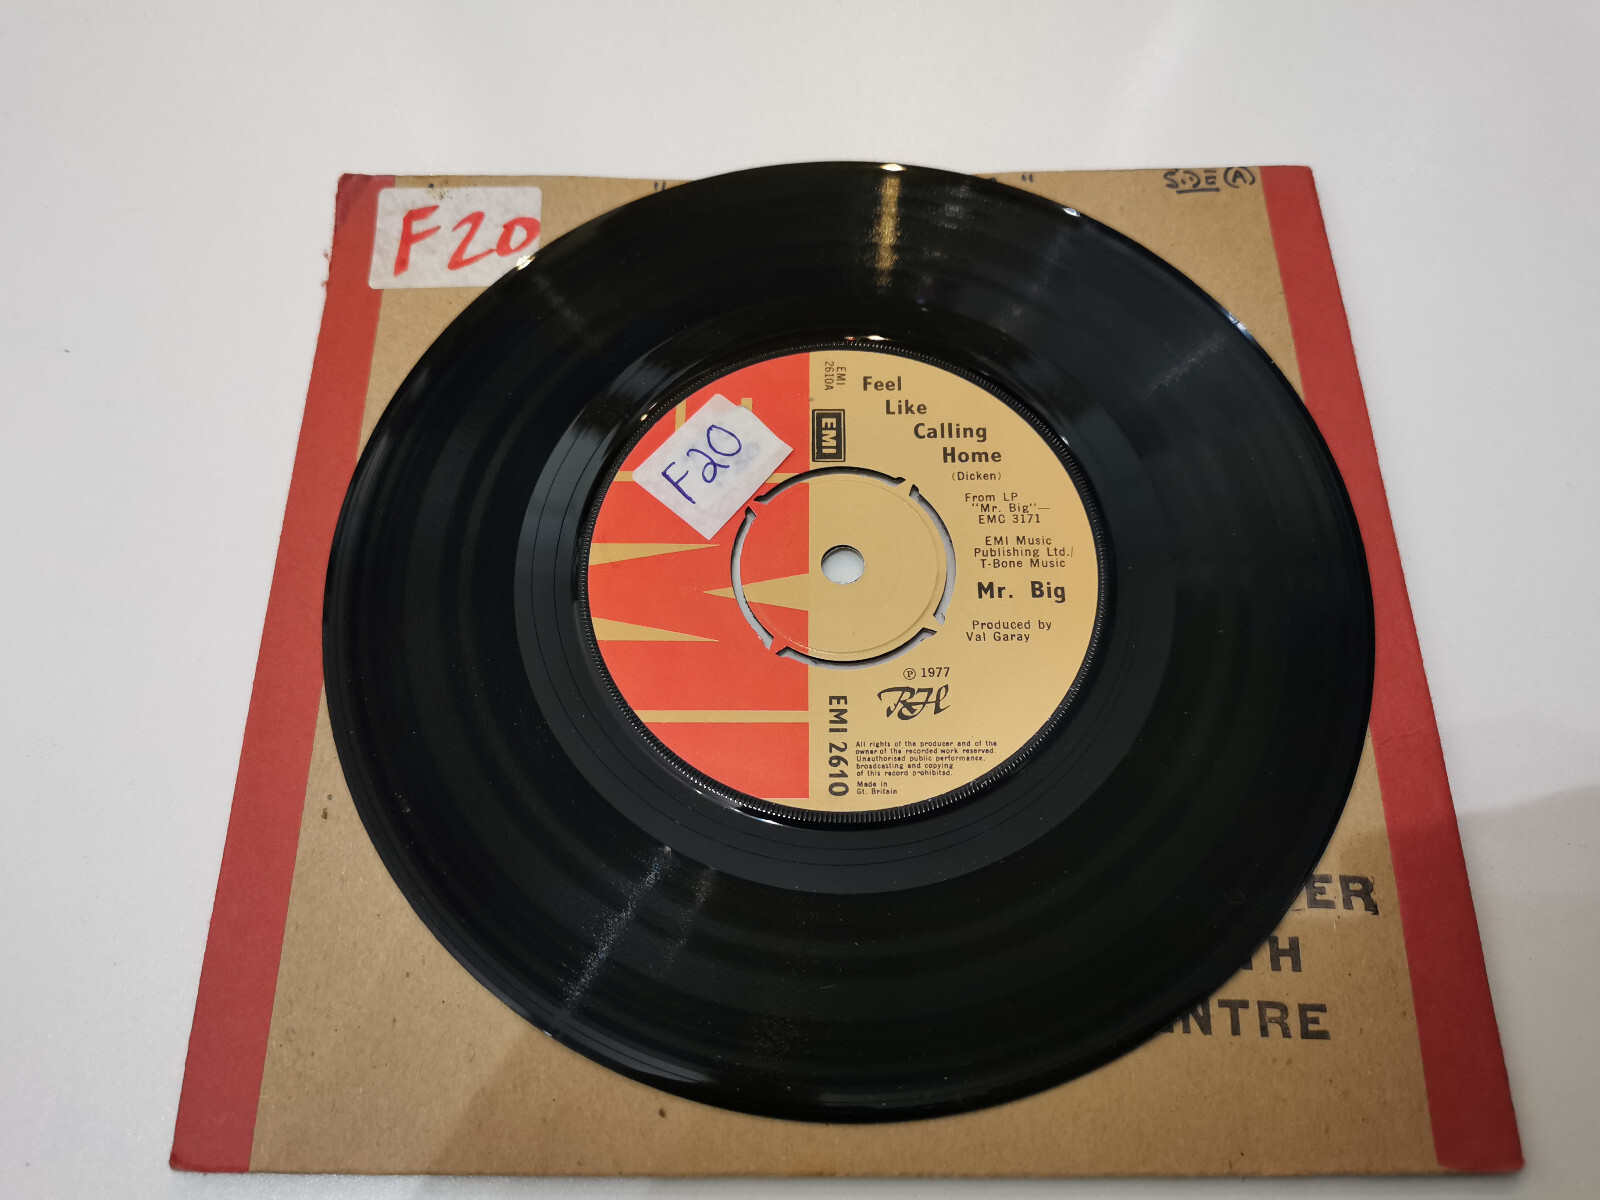 SIDE (A)
F20
EMI
2610A
EMI
Feel
Like
Calling
Home
(Dicken)
From LP
"Mr. Big"—
EMC 3171
EMI Music
Publishing Ltd./
T-Bone Music
Mr. Big
Produced by
Val Garay
Ⓟ 1977
EMI 2610
All rights of the producer and of the
owner of the recorded work reserved.
Unauthorised public performance,
broadcasting and copying
of this record prohibited.
Made in
Gt. Britain
F20
ER
TH
NTRE